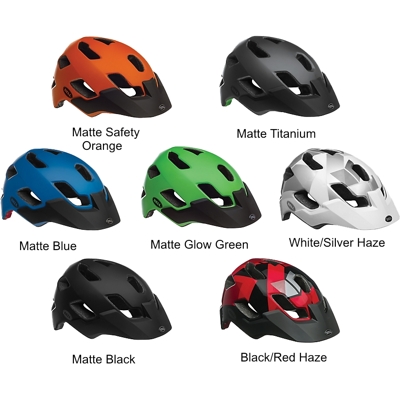 Matte Safety
Orange
Matte Titanium
Matte Blue
Matte Glow Green
White/Silver Haze
Matte Black
Black/Red Haze